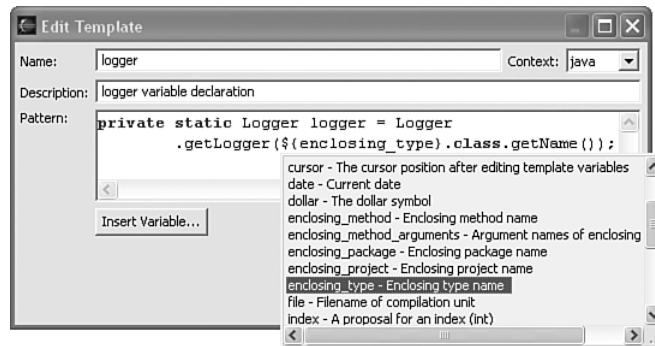 Edit Template
Name: logger Context: java
Description: logger variable declaration
Pattern: private static Logger logger = Logger
.getLogger(${enclosing_type}.class.getName());
cursor - The cursor position after editing template variables
date - Current date
dollar - The dollar symbol
enclosing_method - Enclosing method name
enclosing_method_arguments - Argument names of enclosing
enclosing_package - Enclosing package name
enclosing_project - Enclosing project name
enclosing_type - Enclosing type name
file - Filename of compilation unit
index - A proposal for an index (int)
Insert Variable...